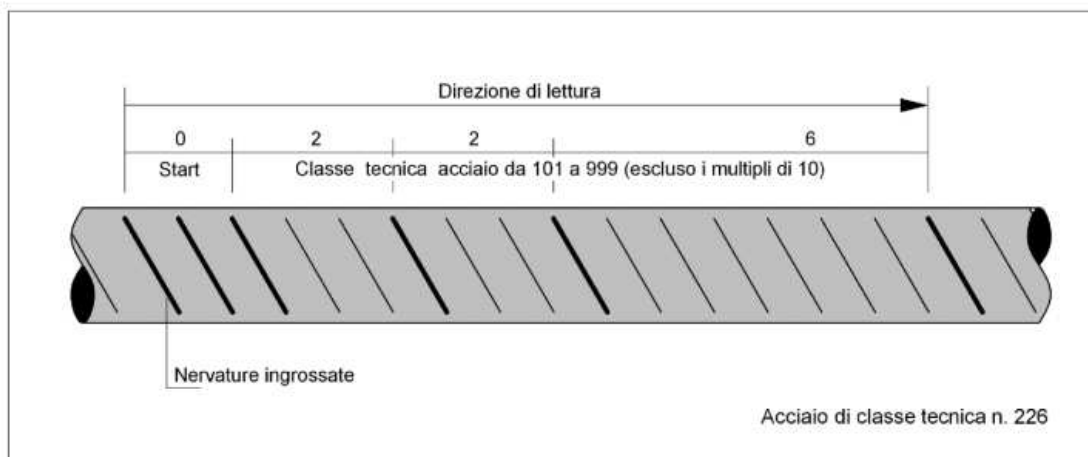 Direzione di lettura
0 2 2 6
Start Classe tecnica acciaio da 101 a 999 (escluso i multipli di 10)
Nervature ingrossate
Acciaio di classe tecnica n. 226